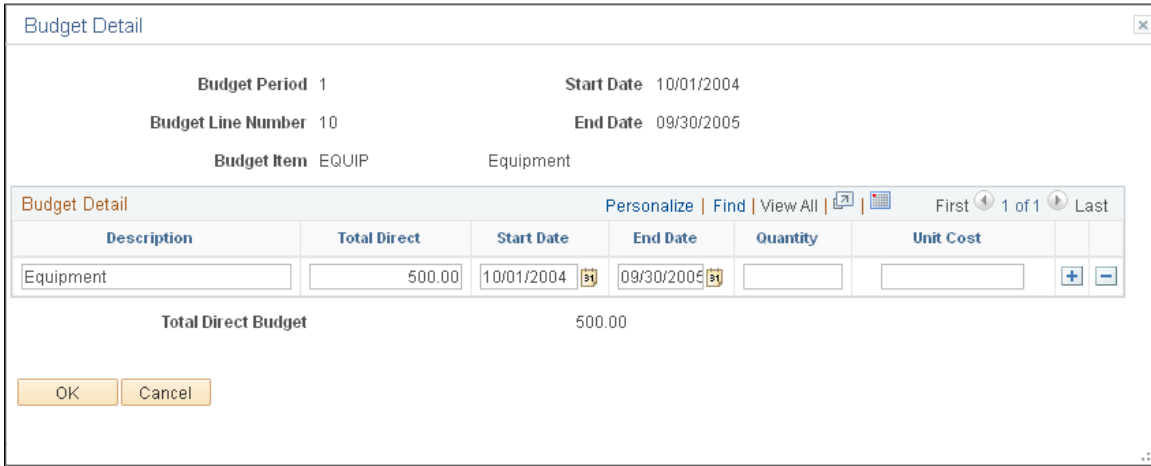 Budget Detail
Budget Period 1 Start Date 10/01/2004
Budget Line Number 10 End Date 09/30/2005
Budget Item EQUIP Equipment
Budget Detail Personalize | Find | View All | | First 1 of 1 Last
Description Total Direct Start Date End Date Quantity Unit Cost
Equipment 500.00 10/01/2004 31 09/30/2005 31 + −
Total Direct Budget 500.00
OK Cancel